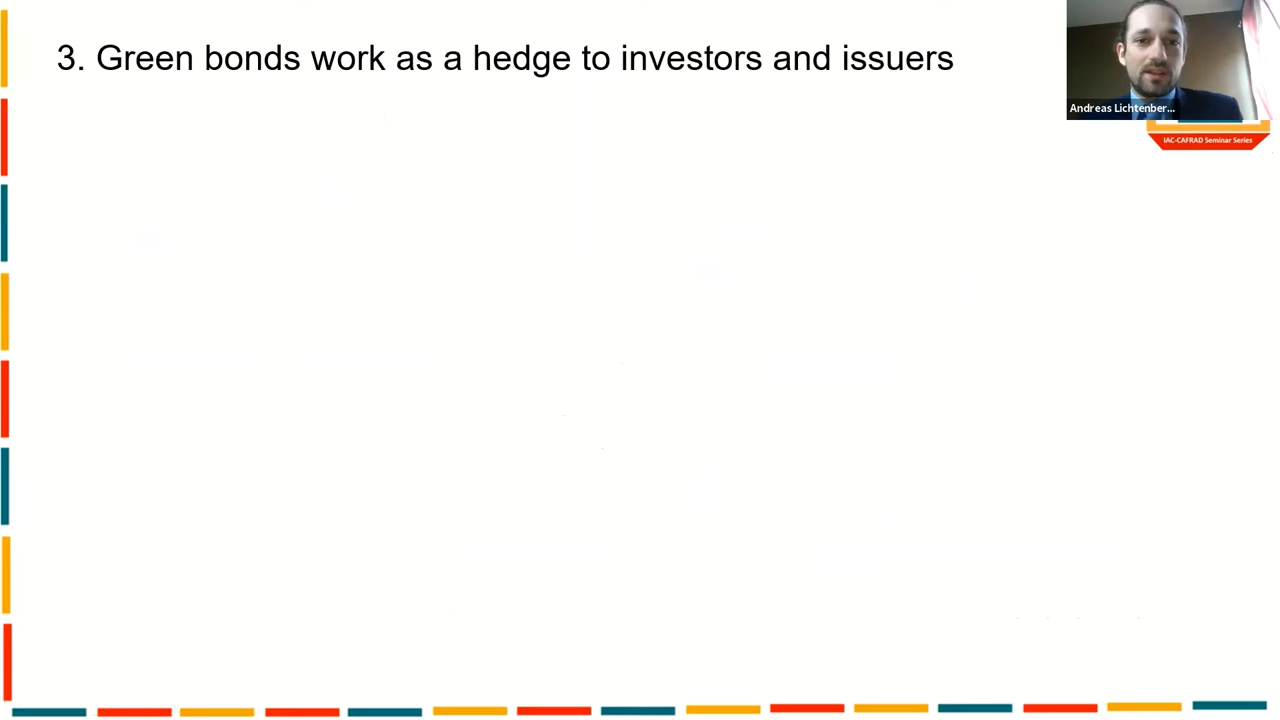 3. Green bonds work as a hedge to investors and issuers
Andreas Lichtenber...
IAC-CAFRAD Seminar Series